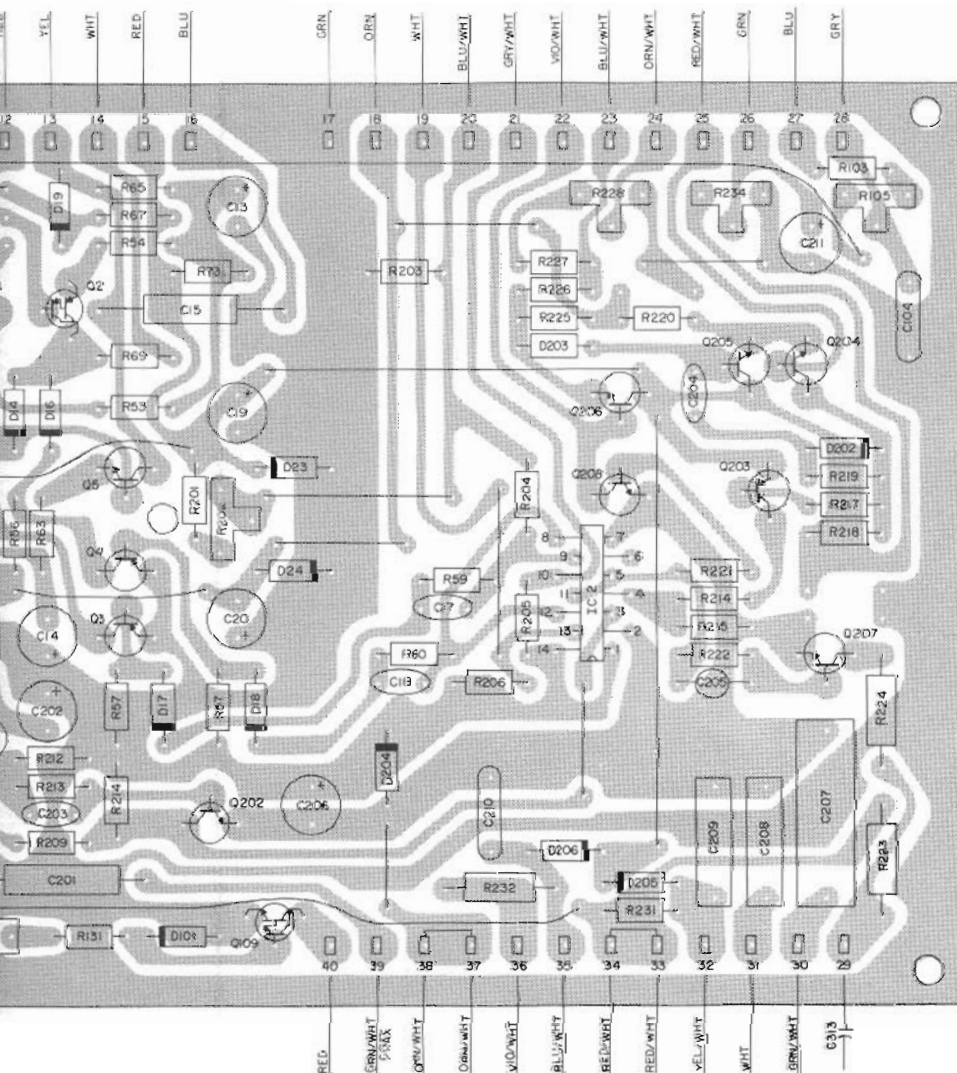 YEL WHT RED BLU GRN ORN WHT BLU/WHT GRY/WHT VIO/WHT BLU/WHT ORN/WHT RED/WHT GRN BLU GRY
12 13 14 5 16 17 18 19 20 21 22 23 24 25 26 27 28
R103
D19 R65 C13 R228 R234 R105
R67
R54 C211
R73 R203 R227
Q2 R226
C15 R225 R220 C104
D203 Q205 Q204
R69
D14 D16 R53 C19 Q206 C204
D23 D202
Q5 R201 R204 Q208 Q203 R219
R217
R63 8 7 R218
9 6
Q4 D24 R59 10 5 R221
C17 11 4 R214
C14 Q3 C20 R205 12 IC 2 3 R215
13 2 Q207
R60 14 1 R222
C118 R206 C205
C202 R57 D17 R67 D18 R224
R212 D204
R213 R214
C203 Q202 C206 C210 C209 C208 C207
R209 D206 R223
C201 R232 D205
R231
R131 Q109
40 39 38 37 36 35 34 33 32 31 30 29
RED GRN/WHT COAX ORN/WHT VIO/WHT BLU/WHT RED/WHT RED/WHT YEL/WHT WHT GRN/WHT C313